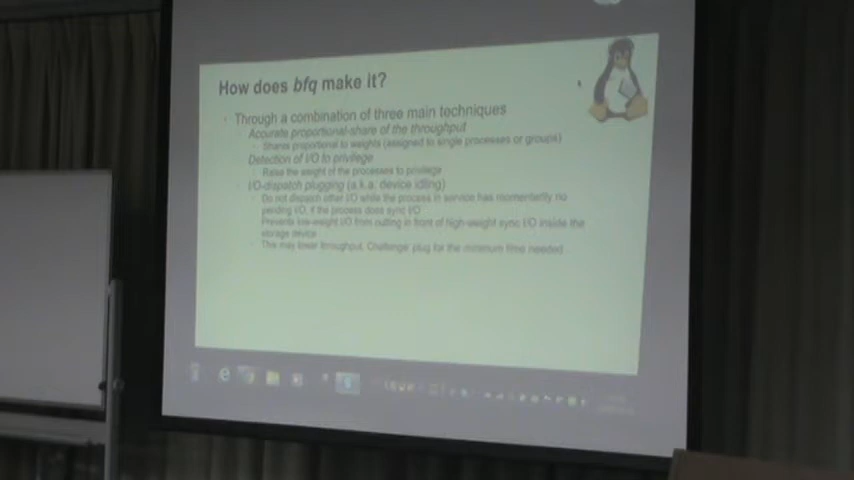 How does bfq make it?
Through a combination of three main techniques
Accurate proportional-share of the throughput
Shares proportional to weights (assigned to single processes or groups)
Detection of I/O to privilege
Raise the weight of the processes to privilege
I/O-dispatch plugging (a.k.a. device idling)
Do not dispatch other I/O while the process in service has momentarily no
pending I/O, if the process does sync I/O
Prevents low-weight I/O from cutting in front of high-weight sync I/O inside the
storage device
This may lower throughput. Challenge: plug for the minimum time needed